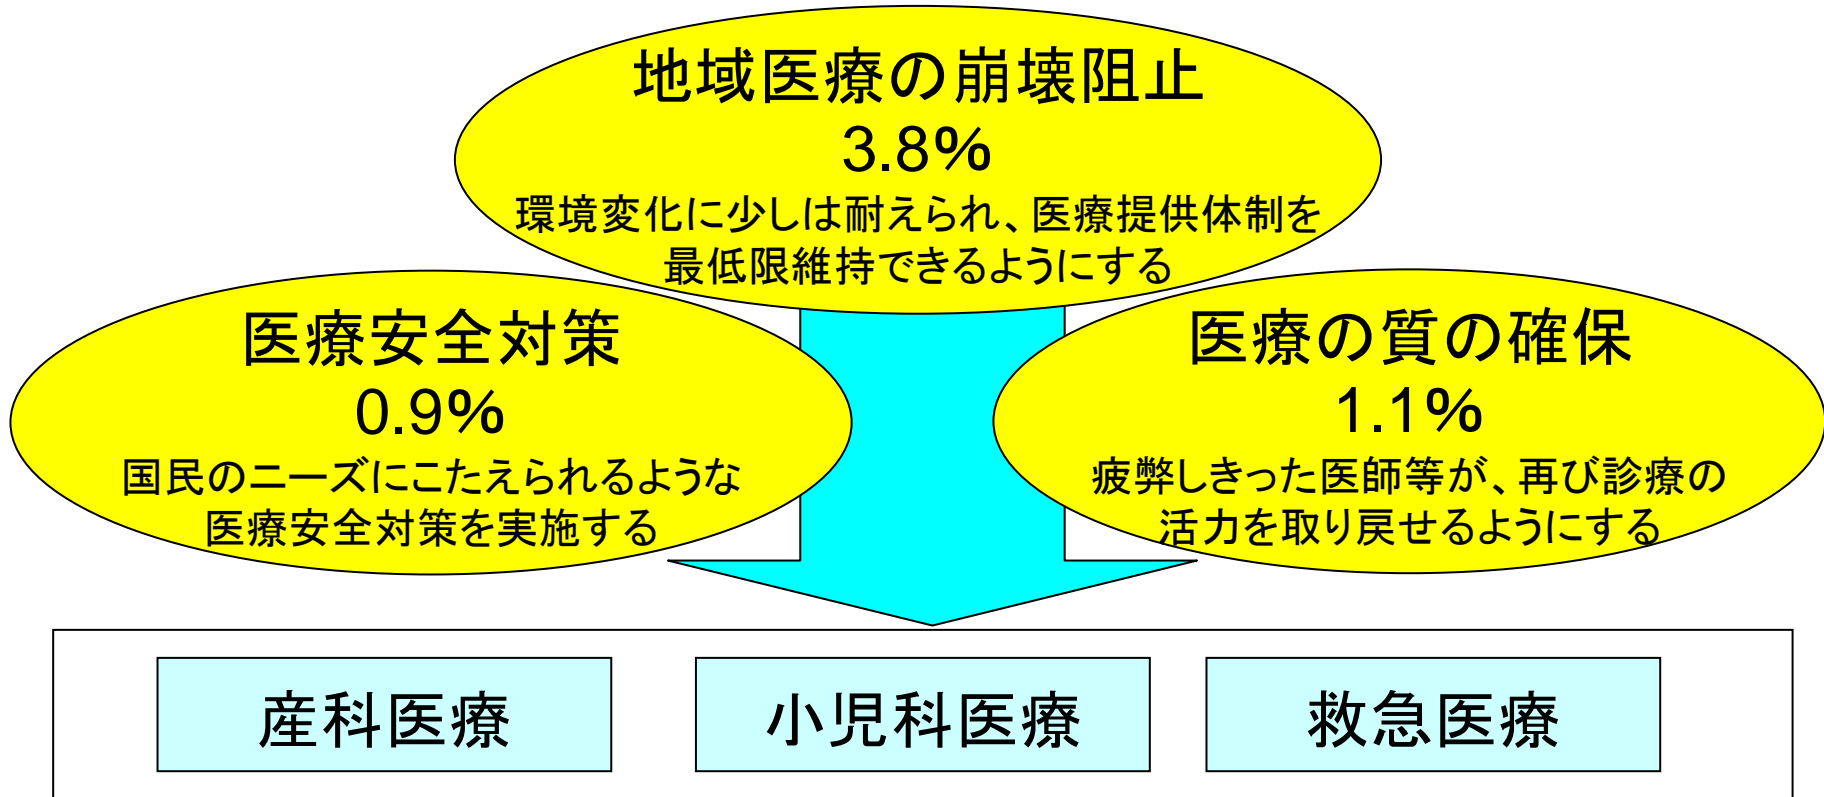 地域医療の崩壊阻止
3.8%
環境変化に少しは耐えられ、医療提供体制を
最低限維持できるようにする
医療安全対策
0.9%
国民のニーズにこたえられるような
医療安全対策を実施する
医療の質の確保
1.1%
疲弊しきった医師等が、再び診療の
活力を取り戻せるようにする
産科医療
小児科医療
救急医療